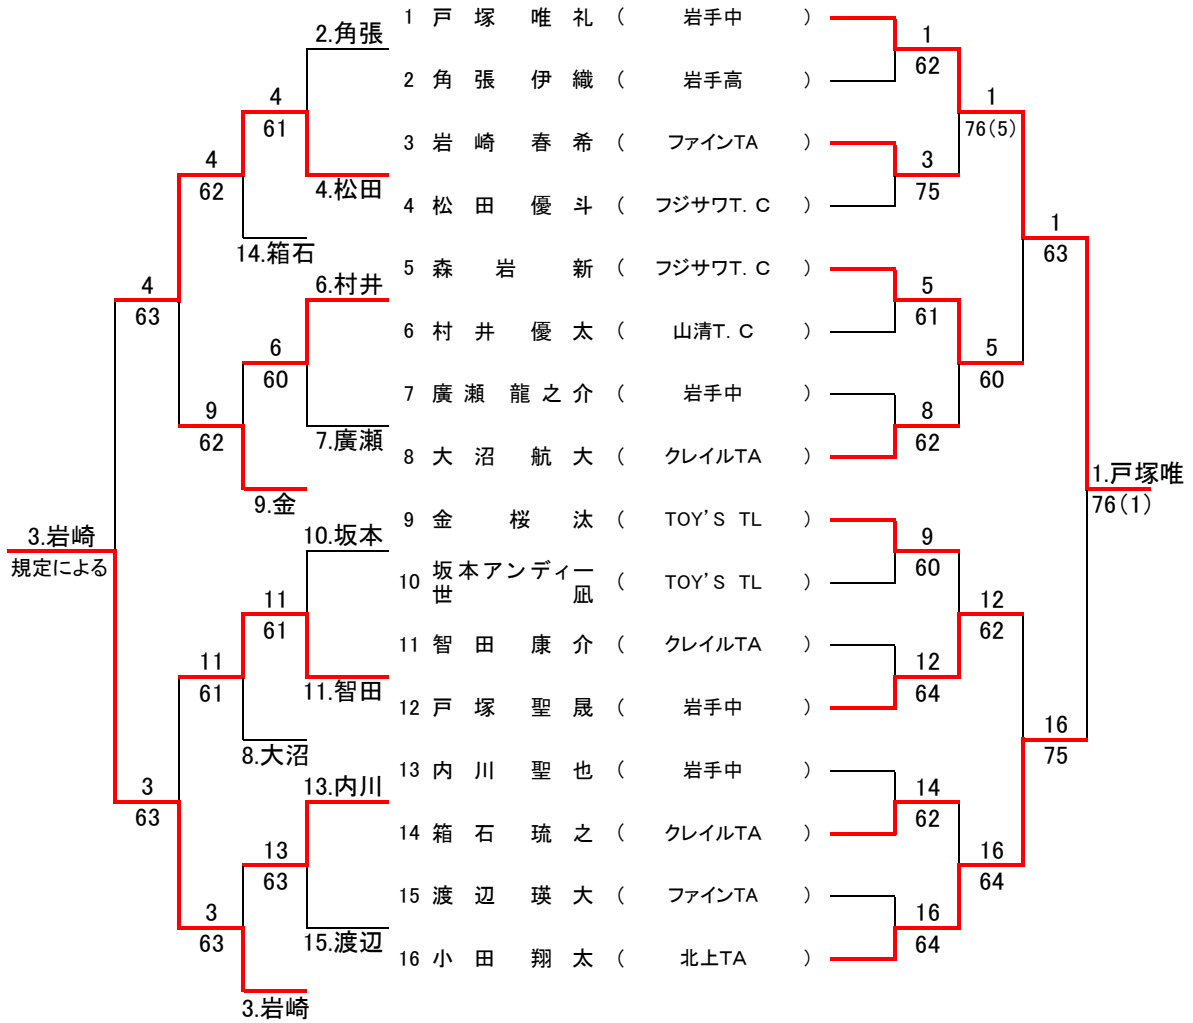 1 戸塚 唯礼 ( 岩手中 )
2 角張 伊織 ( 岩手高 )
3 岩崎 春希 ( ファインTA )
4 松田 優斗 ( フジサワT. C )
5 森岩 新 ( フジサワT. C )
6 村井 優太 ( 山清T. C )
7 廣瀬 龍之介 ( 岩手中 )
8 大沼 航大 ( クレイルTA )
9 金 桜汰 ( TOY'S TL )
10 坂本アンディー
世凪 ( TOY'S TL )
11 智田 康介 ( クレイルTA )
12 戸塚 聖晟 ( 岩手中 )
13 内川 聖也 ( 岩手中 )
14 箱石 琉之 ( クレイルTA )
15 渡辺 瑛大 ( ファインTA )
16 小田 翔太 ( 北上TA )
1
62
3
75
5
61
8
62
9
60
12
64
14
62
16
64
1
76(5)
5
60
12
62
16
64
1
63
16
75
1.戸塚唯
76(1)
2.角張
4.松田
6.村井
7.廣瀬
10.坂本
11.智田
13.内川
15.渡辺
4
61
14.箱石
6
60
9.金
11
61
8.大沼
13
63
3.岩崎
4
62
9
62
11
61
3
63
4
63
3
63
3.岩崎
規定による